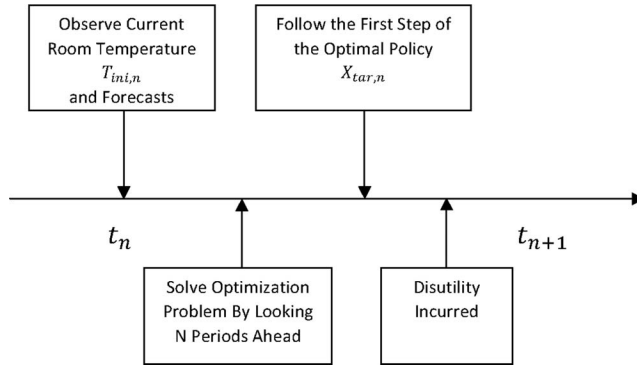 Observe Current
Room Temperature
T_{ini,n}
and Forecasts
Follow the First Step of
the Optimal Policy
X_{tar,n}
t_n
t_{n+1}
Solve Optimization
Problem By Looking
N Periods Ahead
Disutility
Incurred